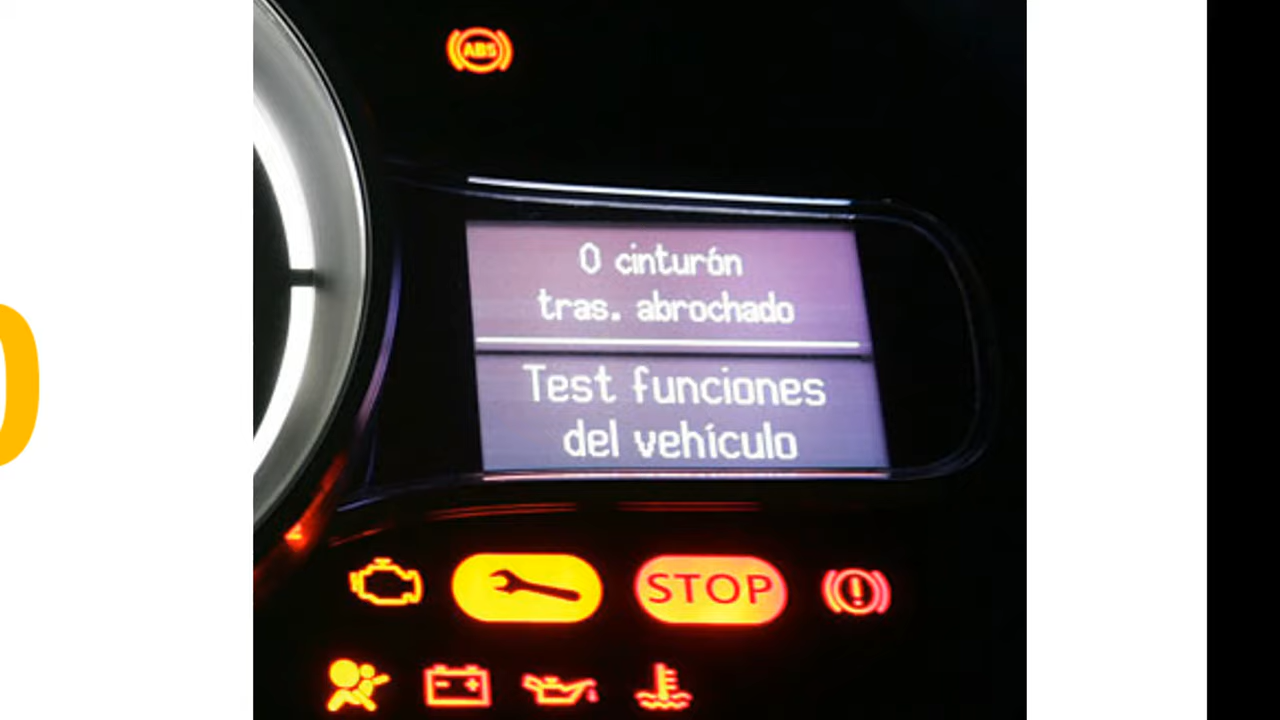 ABS
0 cinturón
tras. abrochado
Test funciones
del vehículo
STOP